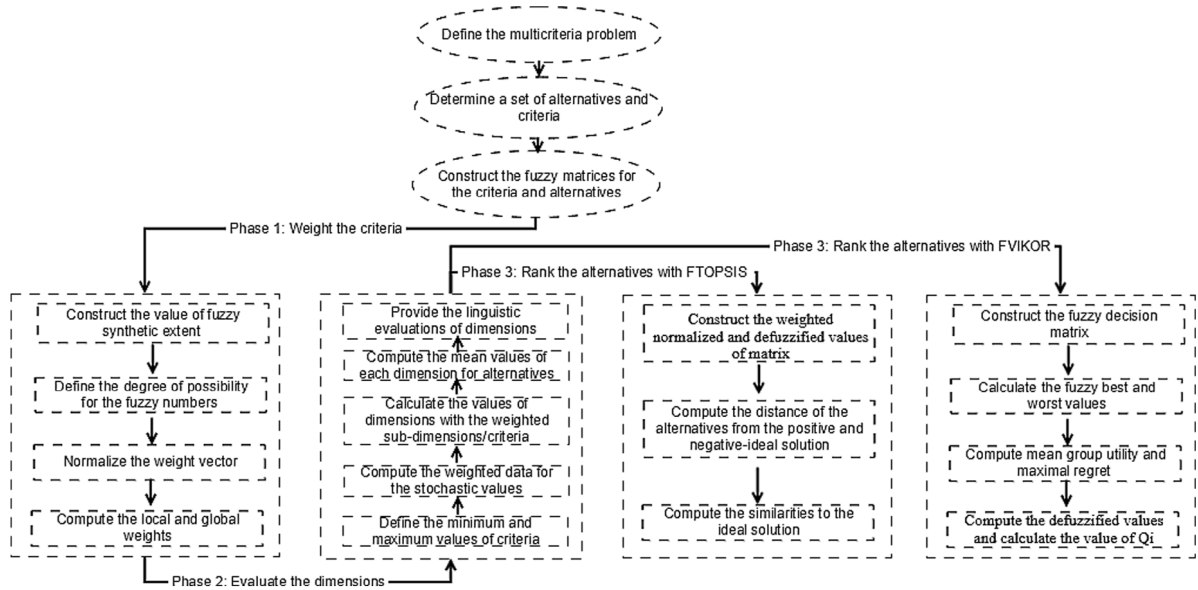 Define the multicriteria problem
Determine a set of alternatives and
criteria
Construct the fuzzy matrices for
the criteria and alternatives
Phase 1: Weight the criteria
Phase 3: Rank the alternatives with FVIKOR
Phase 3: Rank the alternatives with FTOPSIS
Construct the value of fuzzy
synthetic extent
Define the degree of possibility
for the fuzzy numbers
Normalize the weight vector
Compute the local and global
weights
Phase 2: Evaluate the dimensions
Provide the linguistic
evaluations of dimensions
Compute the mean values of
each dimension for alternatives
Calculate the values of
dimensions with the weighted
sub-dimensions/criteria
Compute the weighted data for
the stochastic values
Define the minimum and
maximum values of criteria
Construct the weighted
normalized and defuzzified values
of matrix
Compute the distance of the
alternatives from the positive and
negative-ideal solution
Compute the similarities to the
ideal solution
Construct the fuzzy decision
matrix
Calculate the fuzzy best and
worst values
Compute mean group utility and
maximal regret
Compute the defuzzified values
and calculate the value of Qi